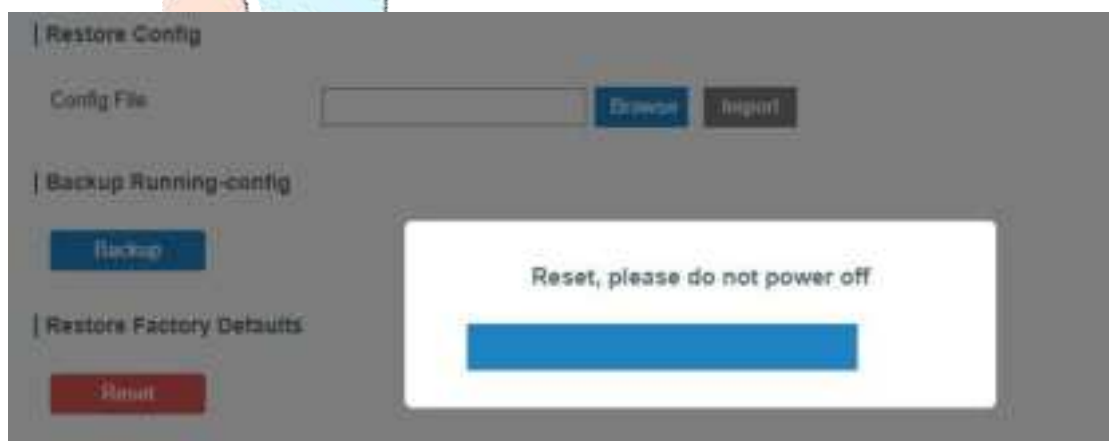 | Restore Config
Config File
Browse
Import
| Backup Running-config
Backup
Reset, please do not power off
| Restore Factory Defaults
Reset